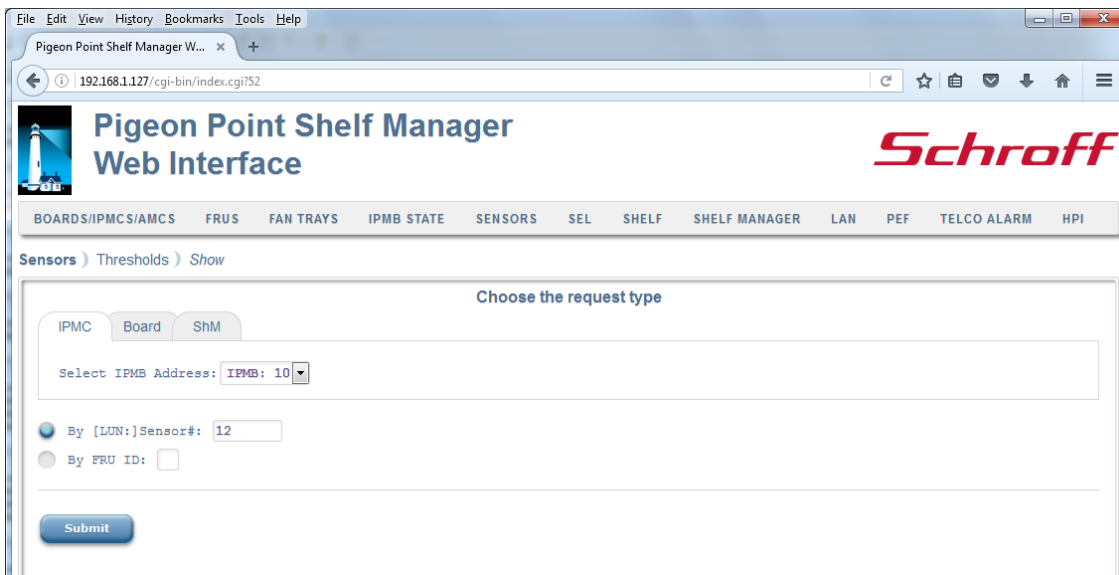 File Edit View History Bookmarks Tools Help
Pigeon Point Shelf Manager W... × +
192.168.1.127/cgi-bin/index.cgi?52
Pigeon Point Shelf Manager
Web Interface
Schroff
BOARDS/IPMCS/AMCS FRUS FAN TRAYS IPMB STATE SENSORS SEL SHELF SHELF MANAGER LAN PEF TELCO ALARM HPI
Sensors ) Thresholds ) Show
Choose the request type
IPMC Board ShM
Select IPMB Address: IPMB: 10
By [LUN:]Sensor#: 12
By FRU ID:
Submit